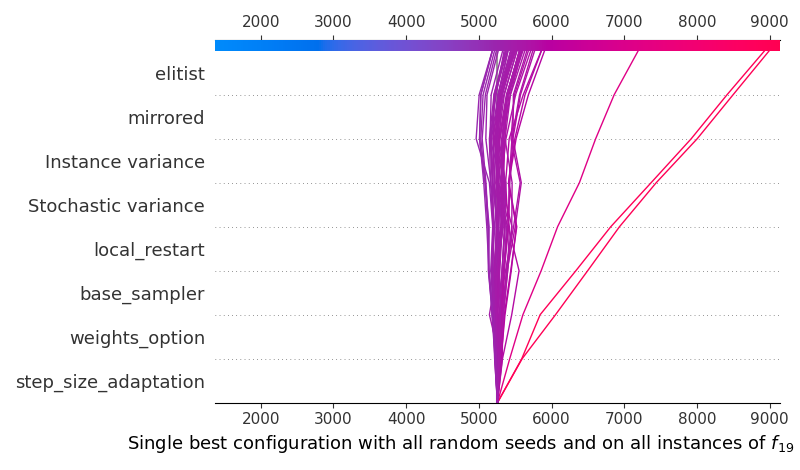 2000 3000 4000 5000 6000 7000 8000 9000
elitist
mirrored
Instance variance
Stochastic variance
local_restart
base_sampler
weights_option
step_size_adaptation
2000 3000 4000 5000 6000 7000 8000 9000
Single best configuration with all random seeds and on all instances of f19